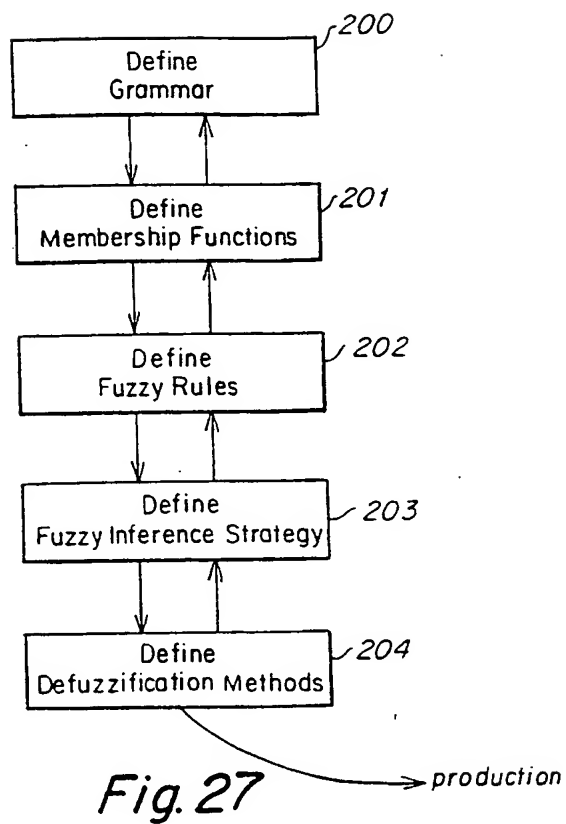 200
Define
Grammar
201
Define
Membership Functions
202
Define
Fuzzy Rules
203
Define
Fuzzy Inference Strategy
204
Define
Defuzzification Methods
production
Fig. 27